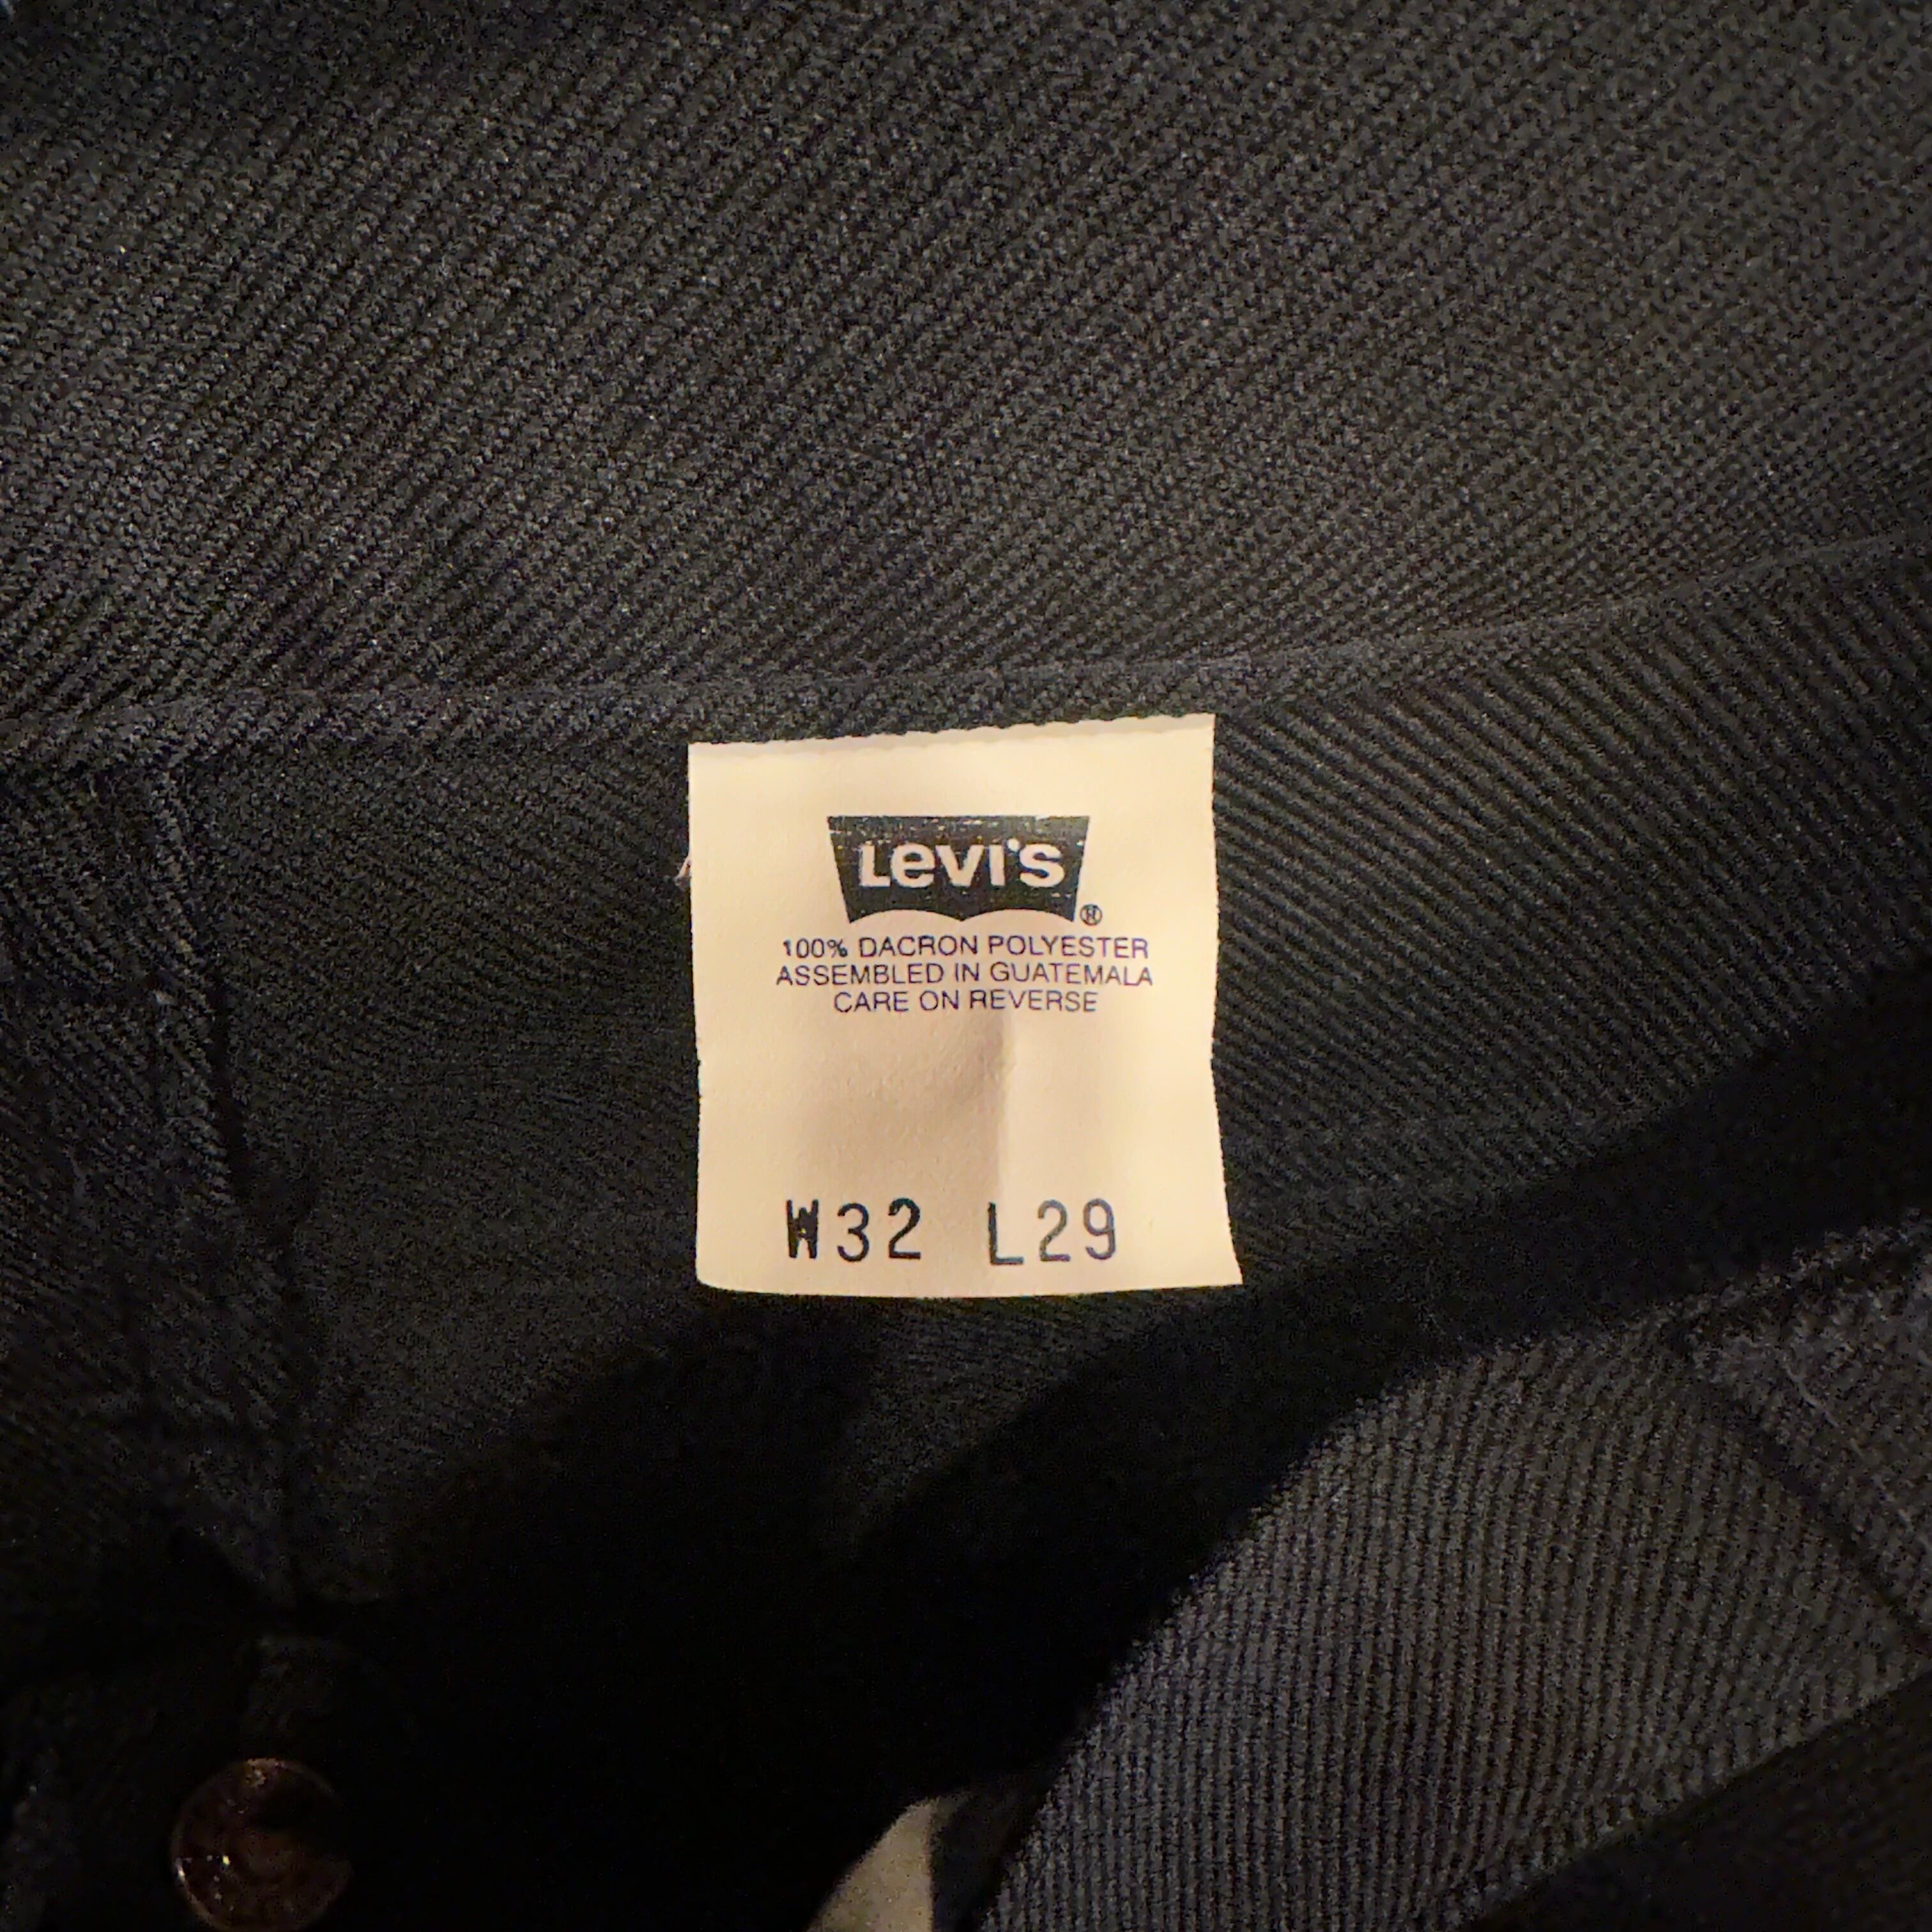 LEVI'S ®
100% DACRON POLYESTER
ASSEMBLED IN GUATEMALA
CARE ON REVERSE
W32 L29